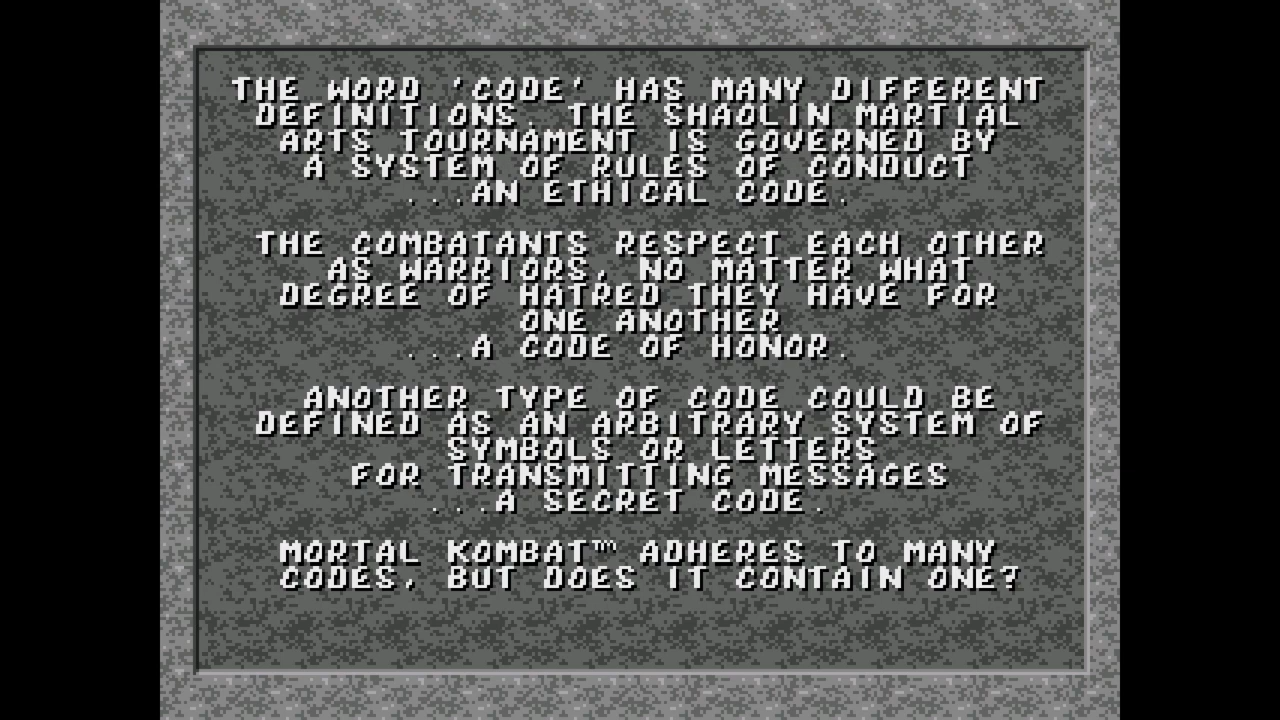 THE WORD 'CODE' HAS MANY DIFFERENT
DEFINITIONS. THE SHAOLIN MARTIAL
ARTS TOURNAMENT IS GOVERNED BY
A SYSTEM OF RULES OF CONDUCT
...AN ETHICAL CODE.
THE COMBATANTS RESPECT EACH OTHER
AS WARRIORS, NO MATTER WHAT
DEGREE OF HATRED THEY HAVE FOR
ONE ANOTHER
...A CODE OF HONOR.
ANOTHER TYPE OF CODE COULD BE
DEFINED AS AN ARBITRARY SYSTEM OF
SYMBOLS OR LETTERS
FOR TRANSMITTING MESSAGES
...A SECRET CODE.
MORTAL KOMBAT™ ADHERES TO MANY
CODES, BUT DOES IT CONTAIN ONE?